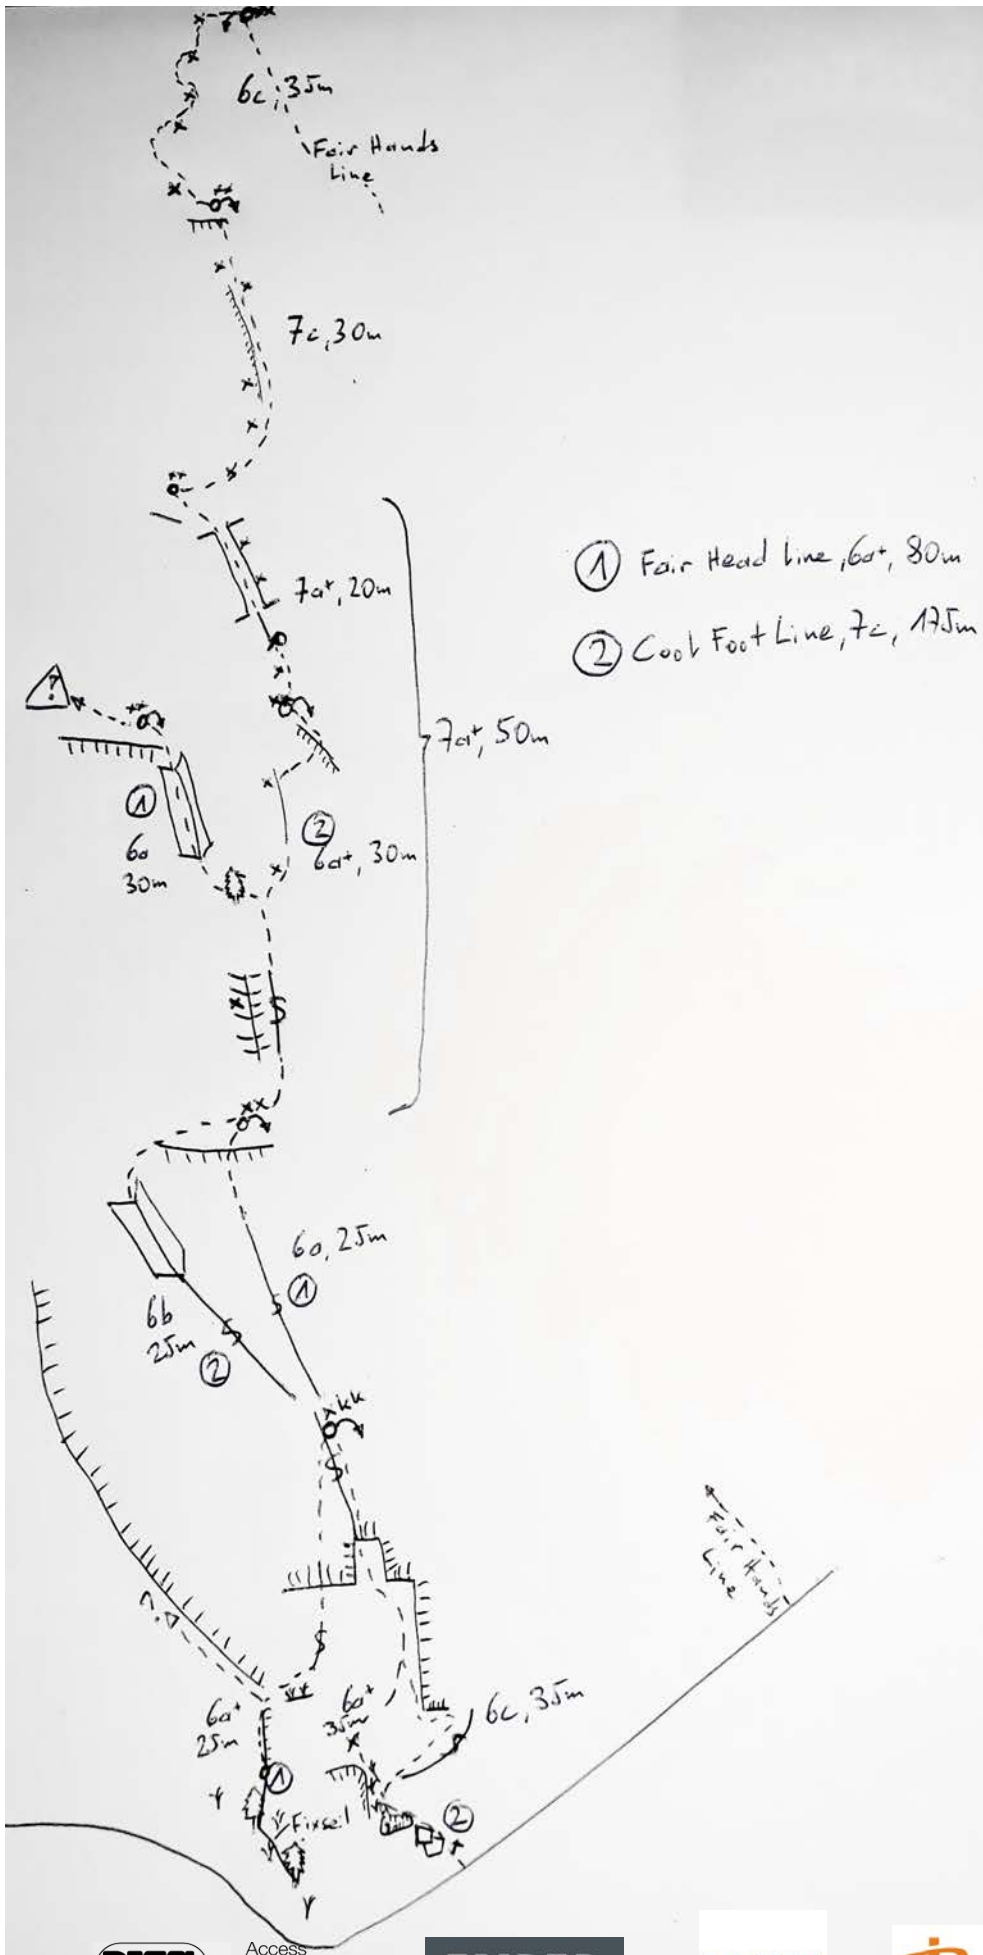 6c, 35m
Fair Hands
Line
7c, 30m
7a+, 20m
① Fair Head Line, 6a+, 80m
② Cool Foot Line, 7c, 175m
?
7a+, 50m
①
6a
30m
②
6a+, 30m
6a, 25m
①
6b
25m
②
Fair Hands
Line
?
6a+
25m
6a+
35m
6c, 35m
①
Fixseil
②
Access